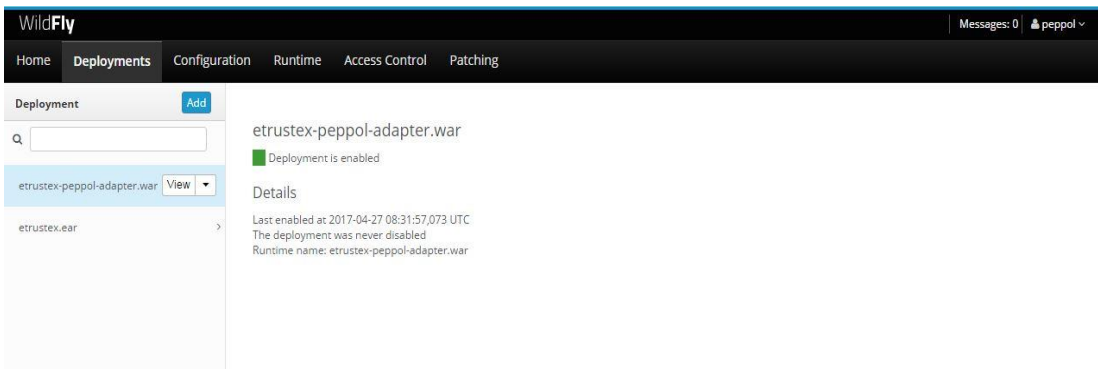 WildFly
Messages: 0 peppol
Home Deployments Configuration Runtime Access Control Patching
Deployment Add
etrustex-peppol-adapter.war View
etrustex.ear
etrustex-peppol-adapter.war
Deployment is enabled
Details
Last enabled at 2017-04-27 08:31:57,073 UTC
The deployment was never disabled
Runtime name: etrustex-peppol-adapter.war